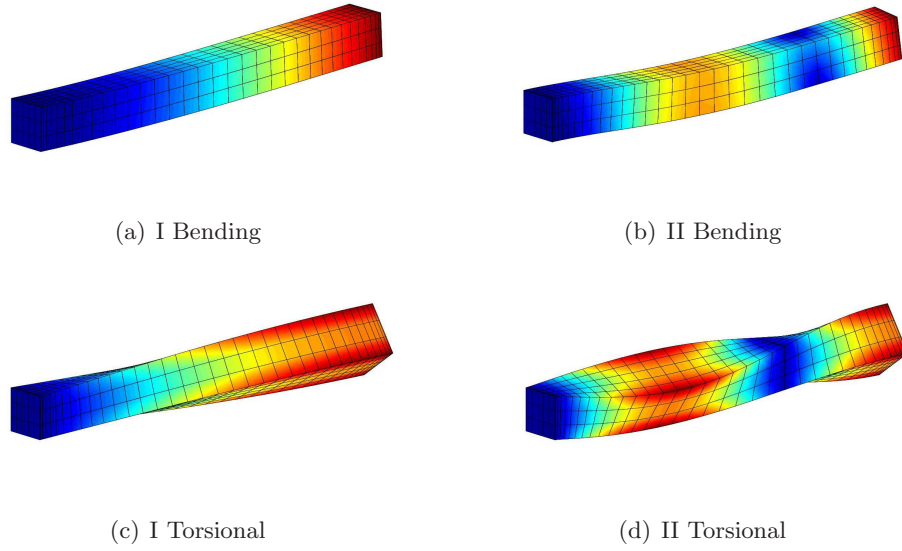 (a) I Bending
(b) II Bending
(c) I Torsional
(d) II Torsional